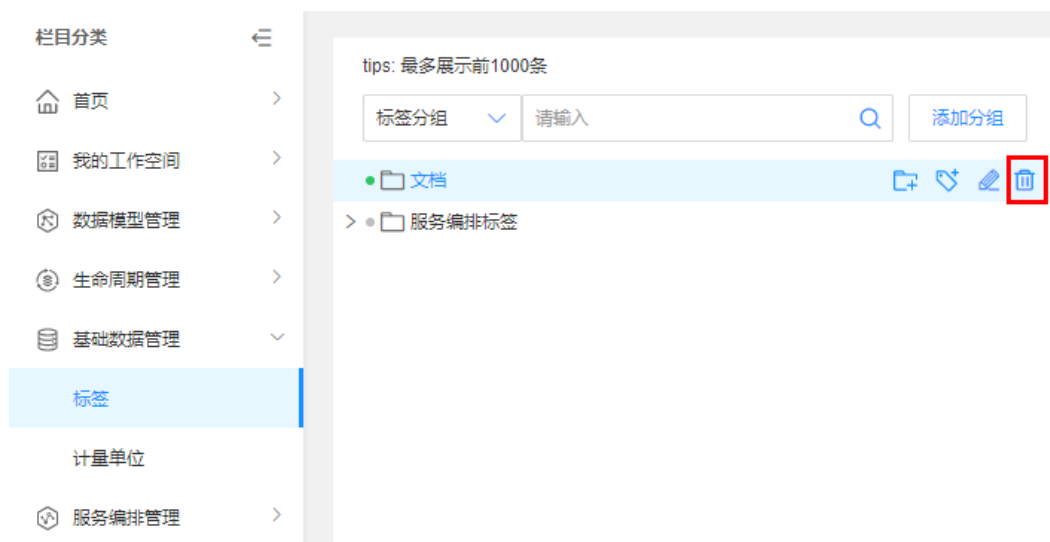 栏目分类
首页
我的工作空间
数据模型管理
生命周期管理
基础数据管理
标签
计量单位
服务编排管理
tips: 最多展示前1000条
标签分组 请输入 添加分组
文档
服务编排标签